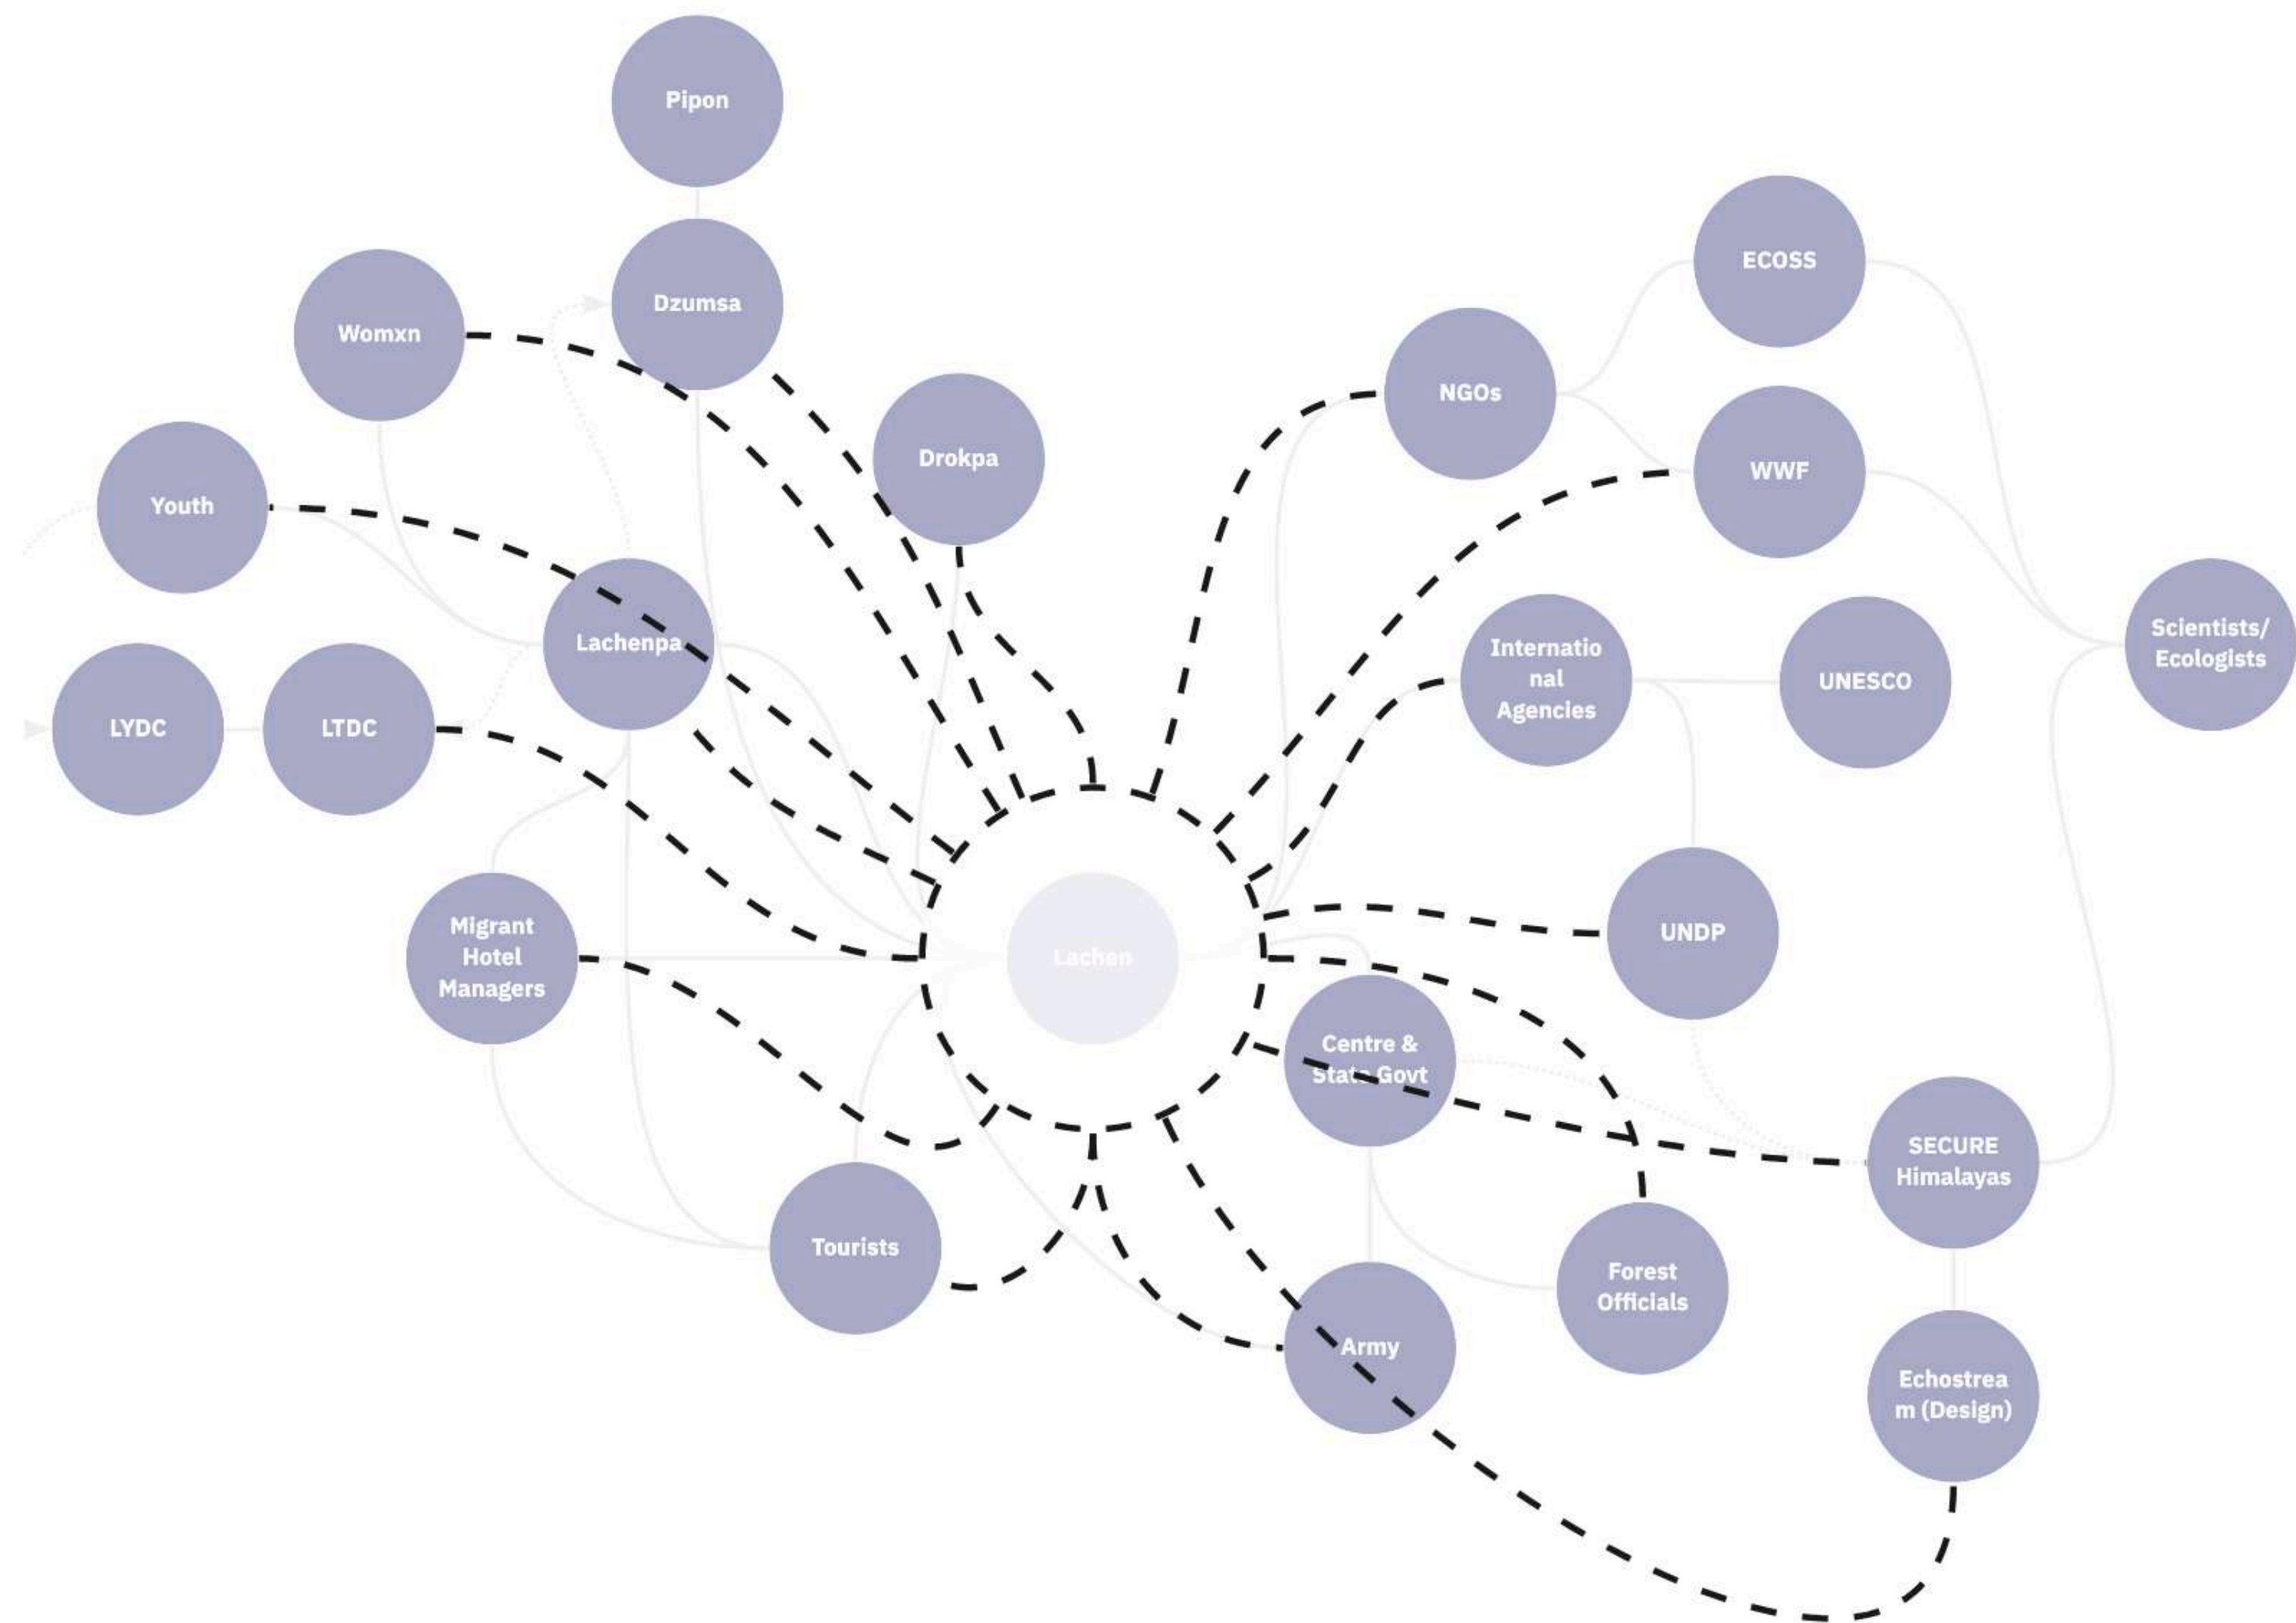 Pipon
ECOSS
Dzumsa
Womxn
NGOs
Drokpa
WWF
Youth
Lachenpa
Internatio
nal
Agencies
UNESCO
Scientists/
Ecologists
LYDC
LTDC
Migrant
Hotel
Managers
Lachen
UNDP
Centre &
State Govt
SECURE
Himalayas
Tourists
Forest
Officials
Army
Echostrea
m (Design)